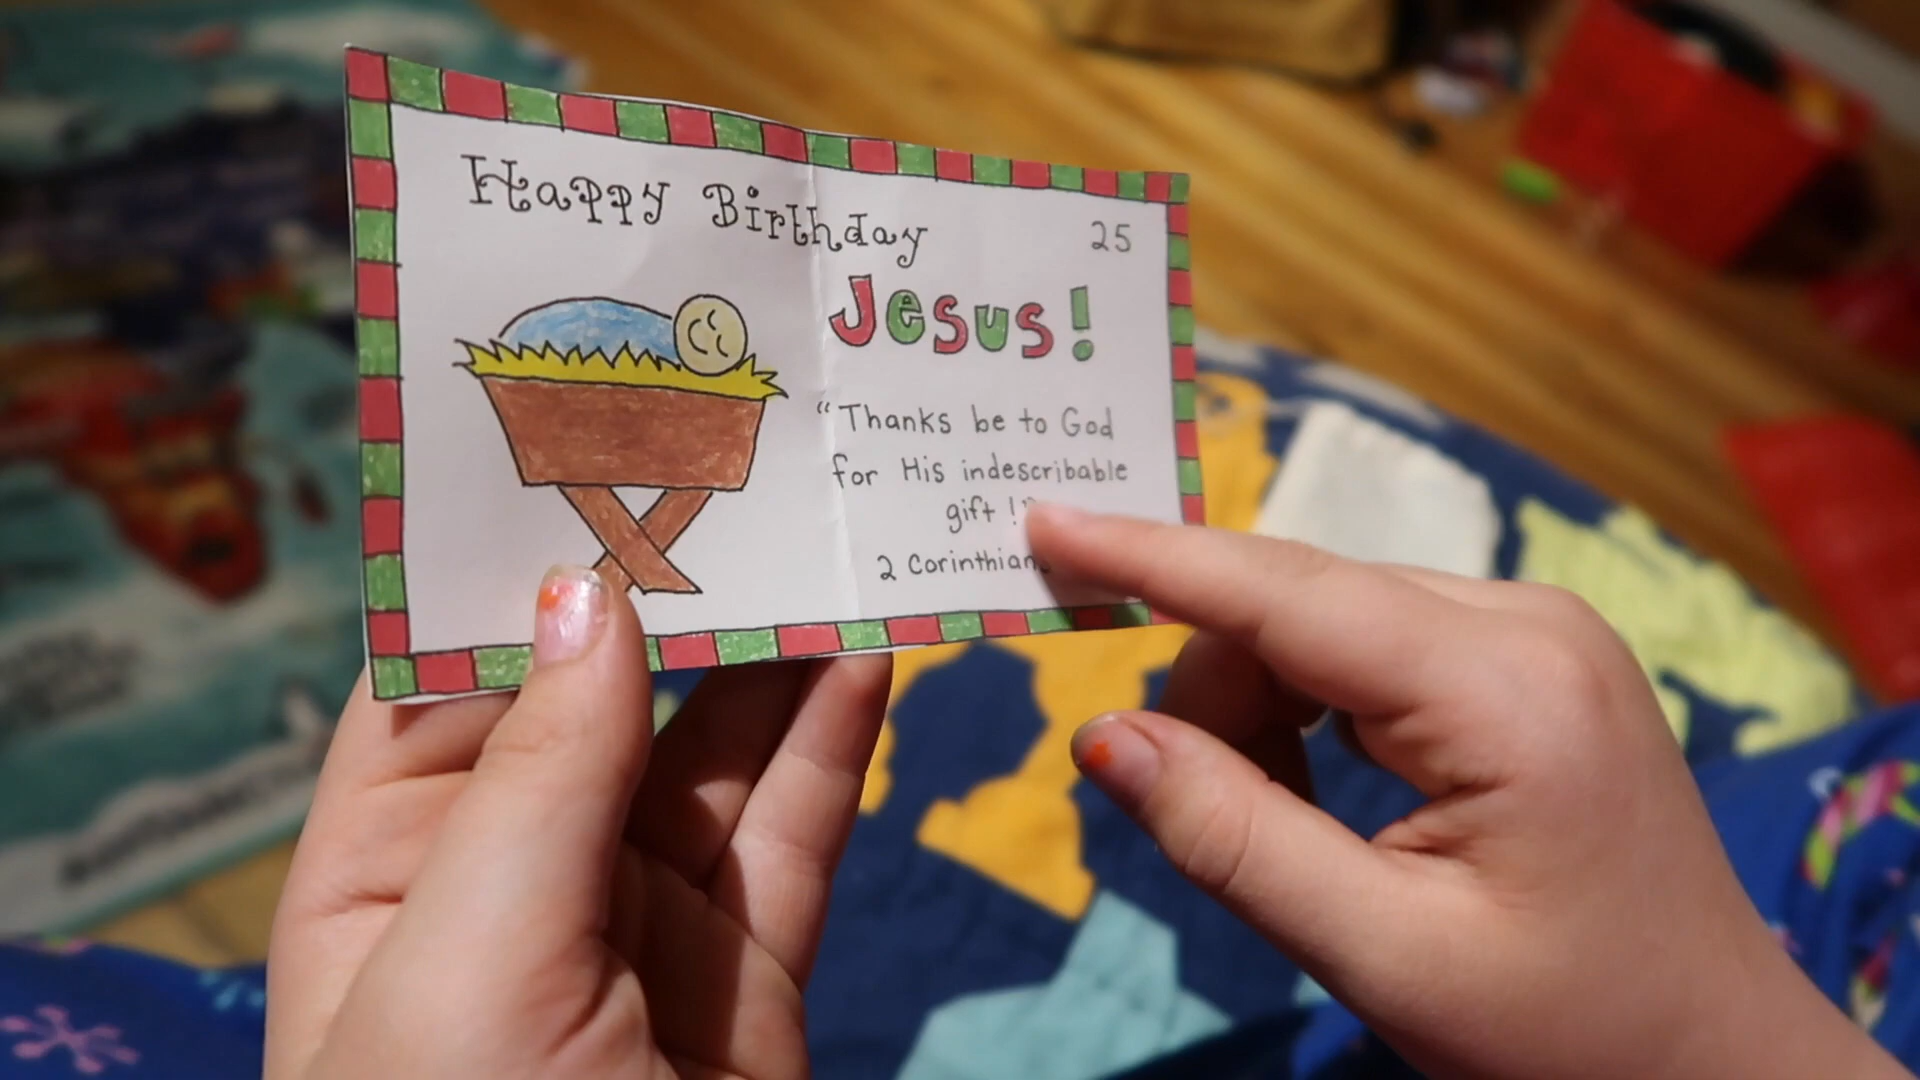 Happy Birthday
25
Jesus!
"Thanks be to God
for His indescribable
gift!"
2 Corinthians